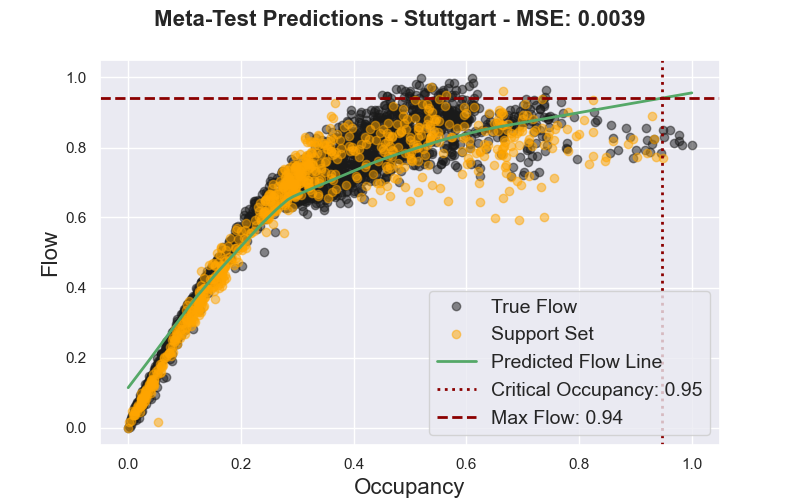 Meta-Test Predictions - Stuttgart - MSE: 0.0039
1.0
0.8
0.6
0.4
0.2
0.0
Flow
True Flow
Support Set
Predicted Flow Line
Critical Occupancy: 0.95
Max Flow: 0.94
0.0 0.2 0.4 0.6 0.8 1.0
Occupancy